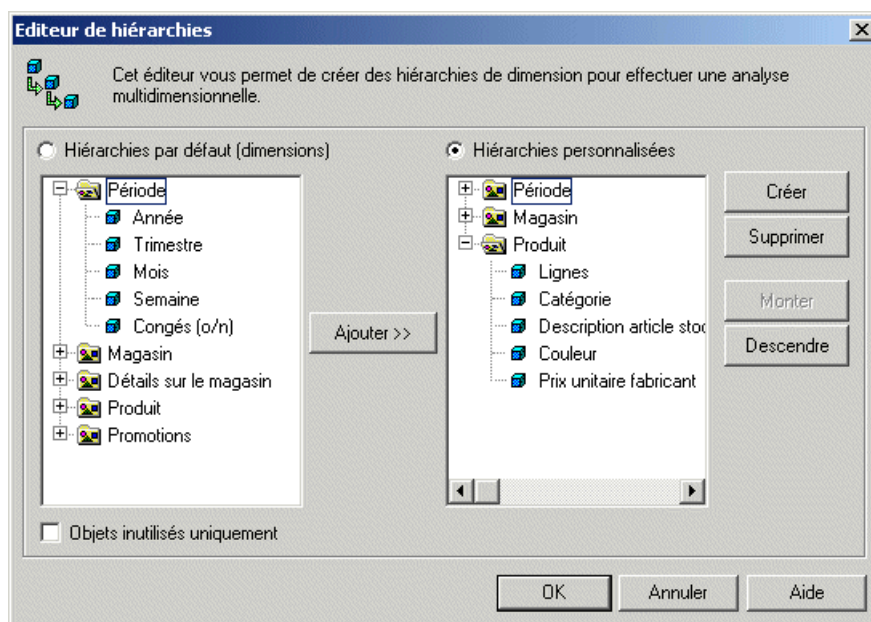 Editeur de hiérarchies
Cet éditeur vous permet de créer des hiérarchies de dimension pour effectuer une analyse
multidimensionnelle.
Hiérarchies par défaut (dimensions)
Période
Année
Trimestre
Mois
Semaine
Congés (o/n)
Magasin
Détails sur le magasin
Produit
Promotions
Objets inutilisés uniquement
Ajouter >>
Hiérarchies personnalisées
Période
Magasin
Produit
Lignes
Catégorie
Description article stoc
Couleur
Prix unitaire fabricant
Créer
Supprimer
Monter
Descendre
OK
Annuler
Aide